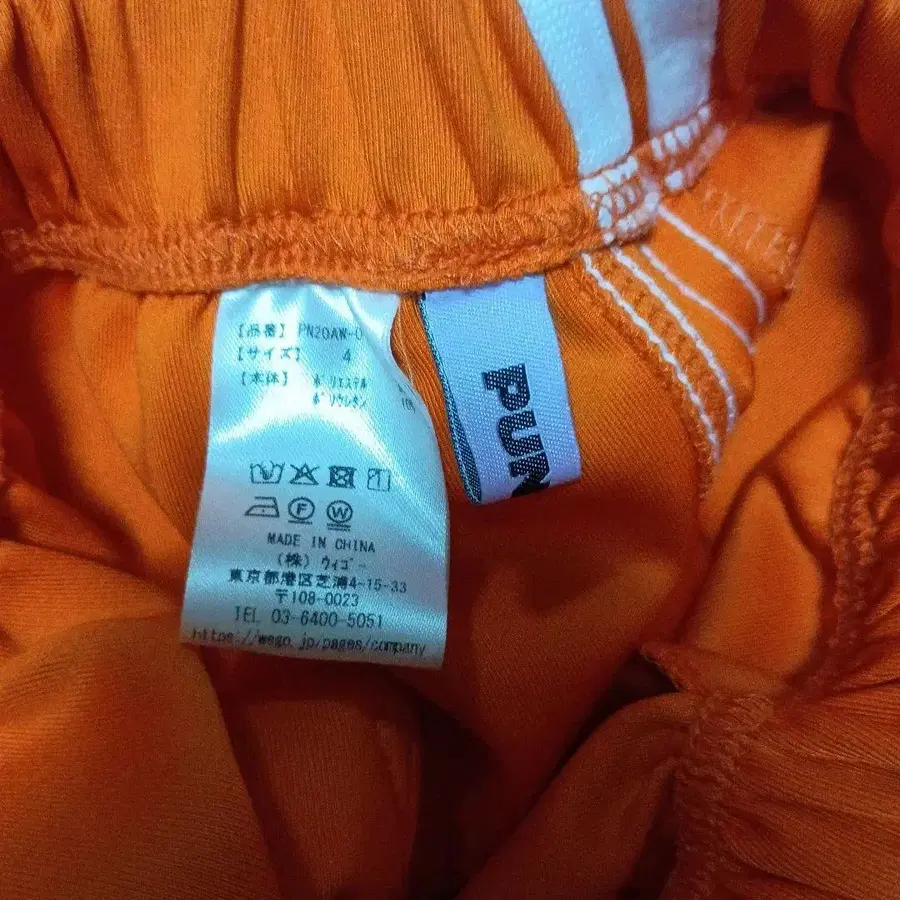 【品番】 PN20AW-0
【サイズ】 4
【本体】 ポリエステル
ポリウレタン
MADE IN CHINA
(株) ウィゴー
東京都港区芝浦4-15-33
〒108-0023
TEL 03-6400-5051
https://wego.jp/pages/company
PUN